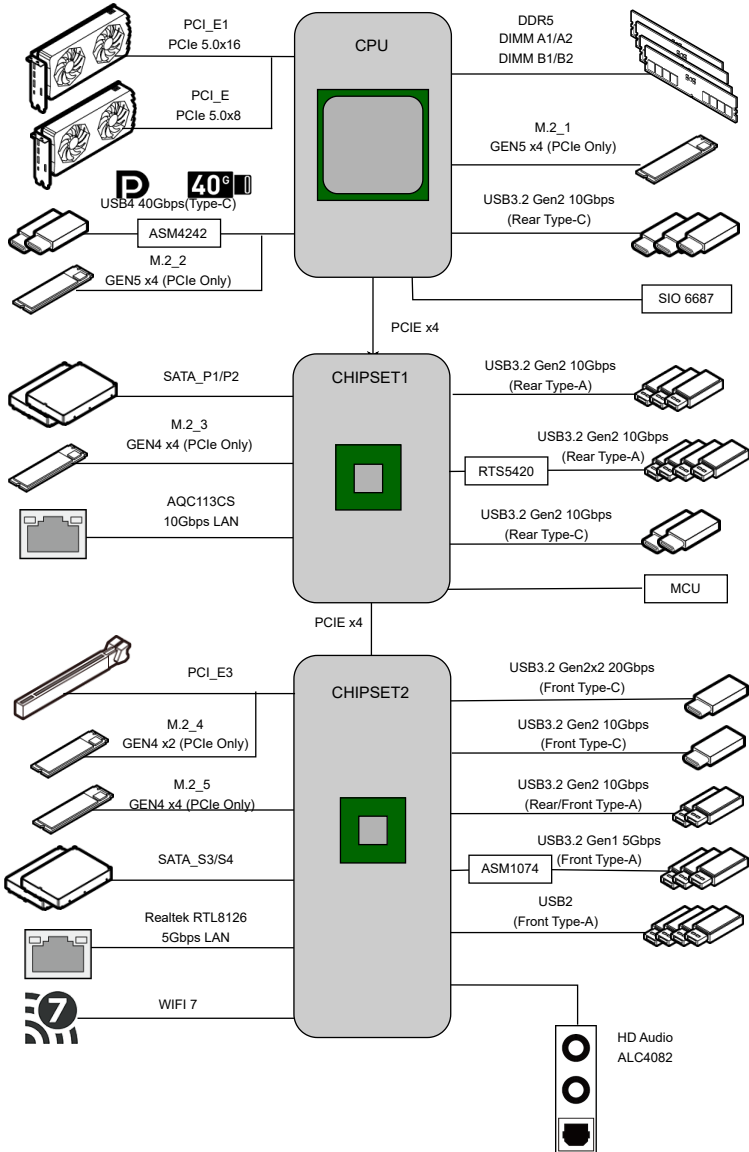 PCI_E1
PCIe 5.0x16
PCI_E
PCIe 5.0x8
40G
USB4 40Gbps(Type-C)
ASM4242
M.2_2
GEN5 x4 (PCIe Only)
CPU
DDR5
DIMM A1/A2
DIMM B1/B2
M.2_1
GEN5 x4 (PCIe Only)
USB3.2 Gen2 10Gbps
(Rear Type-C)
SIO 6687
PCIE x4
SATA_P1/P2
M.2_3
GEN4 x4 (PCIe Only)
AQC113CS
10Gbps LAN
CHIPSET1
USB3.2 Gen2 10Gbps
(Rear Type-A)
USB3.2 Gen2 10Gbps
(Rear Type-A)
RTS5420
USB3.2 Gen2 10Gbps
(Rear Type-C)
MCU
PCIE x4
PCI_E3
M.2_4
GEN4 x2 (PCIe Only)
M.2_5
GEN4 x4 (PCIe Only)
SATA_S3/S4
Realtek RTL8126
5Gbps LAN
7
WIFI 7
CHIPSET2
USB3.2 Gen2x2 20Gbps
(Front Type-C)
USB3.2 Gen2 10Gbps
(Front Type-C)
USB3.2 Gen2 10Gbps
(Rear/Front Type-A)
USB3.2 Gen1 5Gbps
(Front Type-A)
ASM1074
USB2
(Front Type-A)
HD Audio
ALC4082